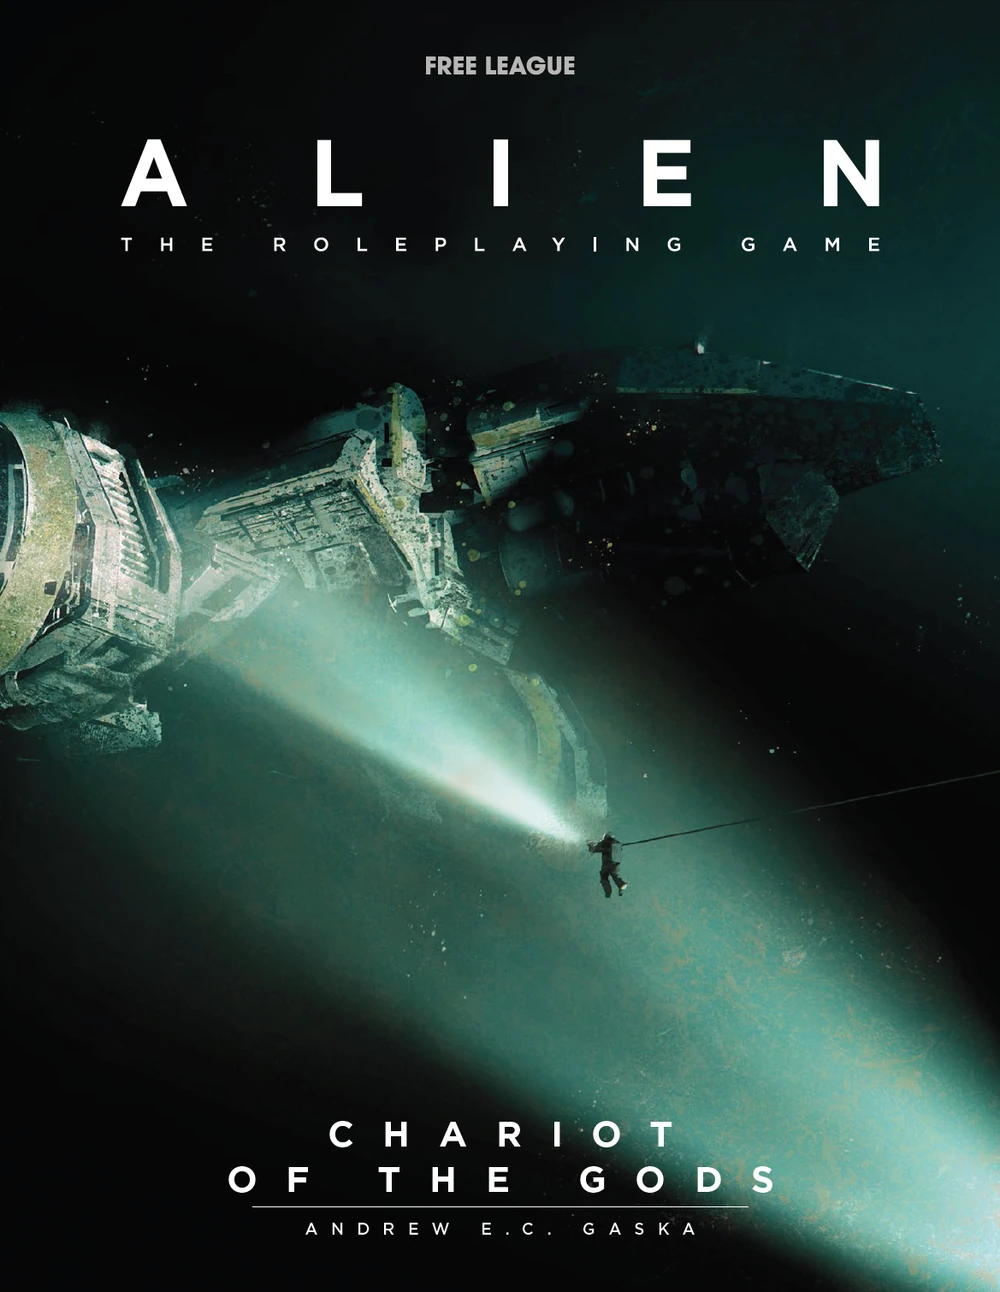 FREE LEAGUE
ALIEN
THE ROLEPLAYING GAME
CHARIOT
OF THE GODS
ANDREW E.C. GASKA